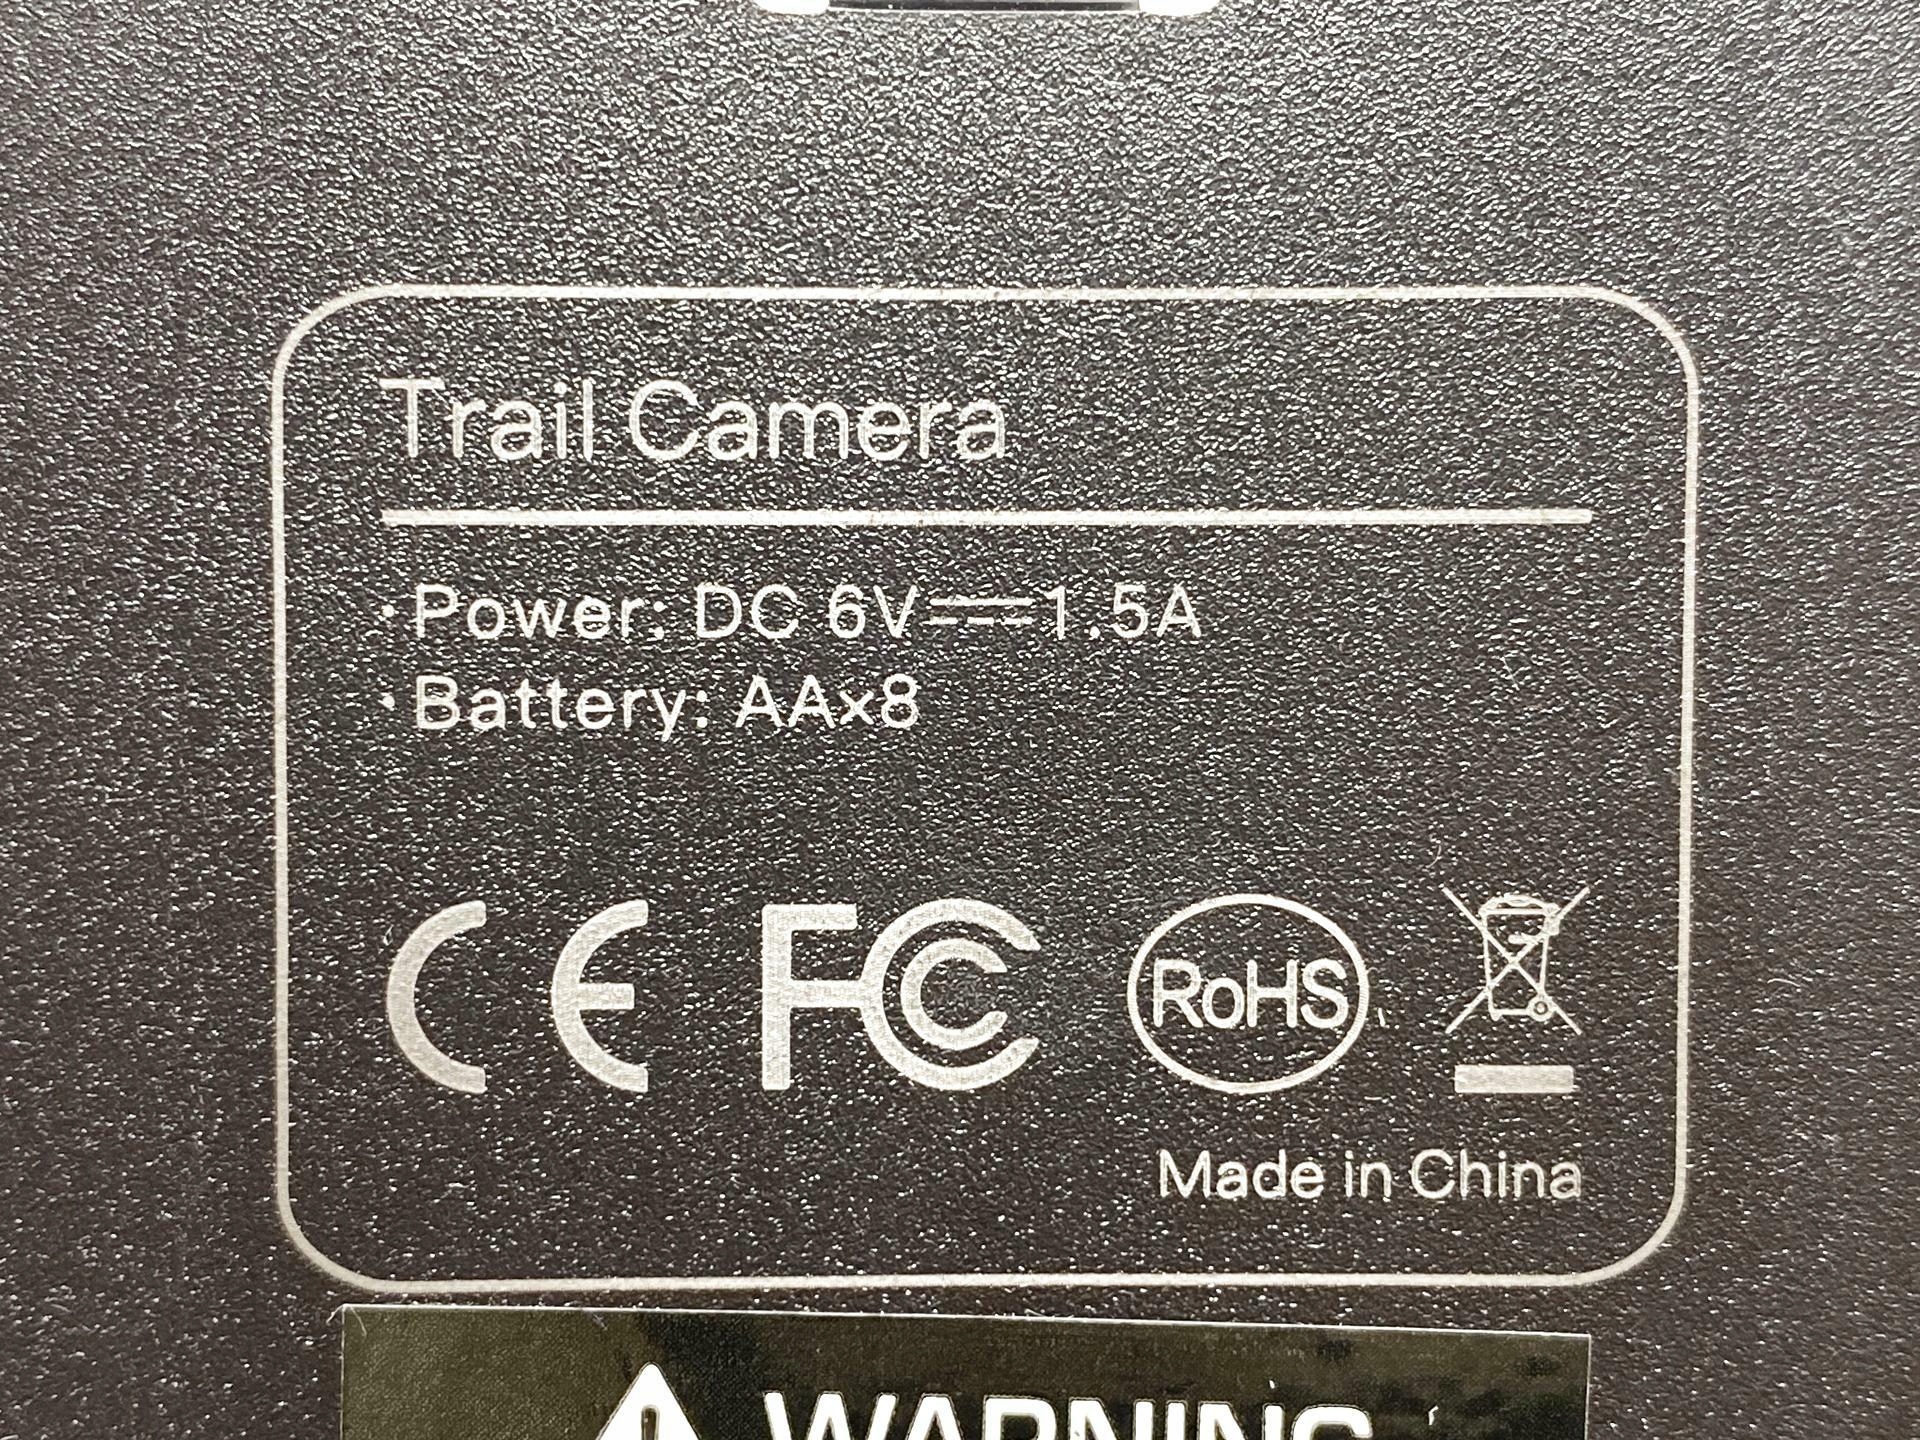 Trail Camera
· Power: DC 6V⎓1.5A
· Battery: AAx8
CE FC RoHS
Made in China
WARNING